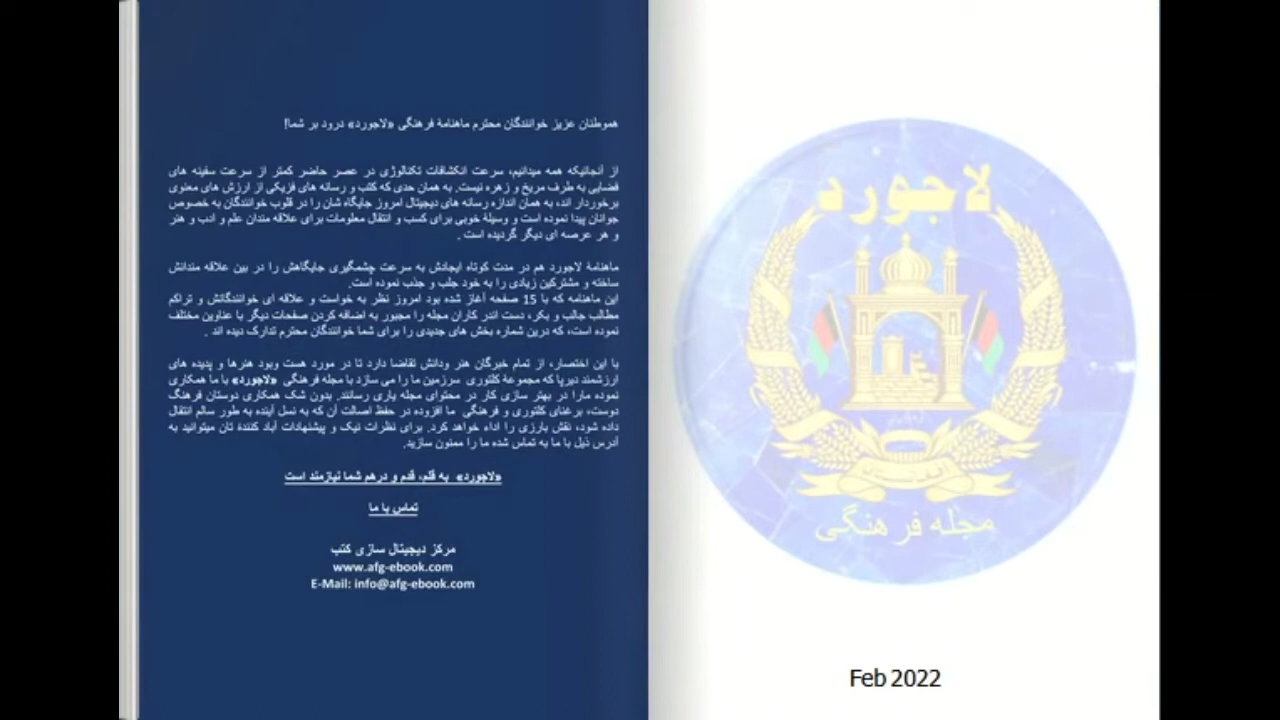 هموطنان عزیز خوانندگان محترم ماهنامهٔ فرهنگی «لاجورد» درود بر شما!
از آنجائیکه همه میدانیم، سرعت انکشافات تکنالوژی در عصر حاضر کمتر از سرعت سفینه های
فضایی به طرف مریخ و زهره نیست. به همان حدی که کتب و رسانه های فزیکی از ارزش های معنوی
برخوردار اند، به همان اندازه رسانه های دیجیتال امروز جایگاه شان را در قلوب خوانندگان به خصوص
جوانان پیدا نموده است و وسیلهٔ خوبی برای کسب و انتقال معلومات برای علاقه مندان علم و ادب و هنر
و هر عرصه ای دیگر گردیده است .
ماهنامهٔ لاجورد هم در مدت کوتاه ایجادش به سرعت چشمگیری جایگاهش را در بین علاقه مندانش
ساخته و مشترکین زیادی را به خود جلب و جذب نموده است.
این ماهنامه که با 15 صفحه آغاز شده بود امروز نظر به خواست و علاقه ای خوانندگانش و تراکم
مطالب جالب و بکر، دست اندر کاران مجله را مجبور به اضافه کردن صفحات دیگر با عناوین مختلف
نموده است، که درین شماره بخش های جدیدی را برای شما خوانندگان محترم تدارک دیده اند .
با این اختصار، از تمام خبرگان هنر ودانش تقاضا دارد تا در مورد هست وبود هنرها و پدیده های
ارزشمند دیرپا که مجموعهٔ کلتوری سرزمین ما را می سازد با مجله فرهنگی «لاجورد» با ما همکاری
نموده مارا در بهتر سازی کار در محتوای مجله یاری رسانند. بدون شک همکاری دوستان فرهنگ
دوست، برغنای کلتوری و فرهنگی ما افزوده در حفظ اصالت آن که به نسل آینده به طور سالم انتقال
داده شود، نقش بارزی را اداء خواهد کرد. برای نظرات نیک و پیشنهادات آباد کنندهٔ تان میتوانید به
آدرس ذیل با ما به تماس شده ما را ممنون سازید.
«لاجورد» به قلم، قدم و درهم شما نیازمند است
تماس با ما
مرکز دیجیتال سازی کتب
www.afg-ebook.com
E-Mail: info@afg-ebook.com
لاجورد
افغانستان
مجله فرهنگی
Feb 2022